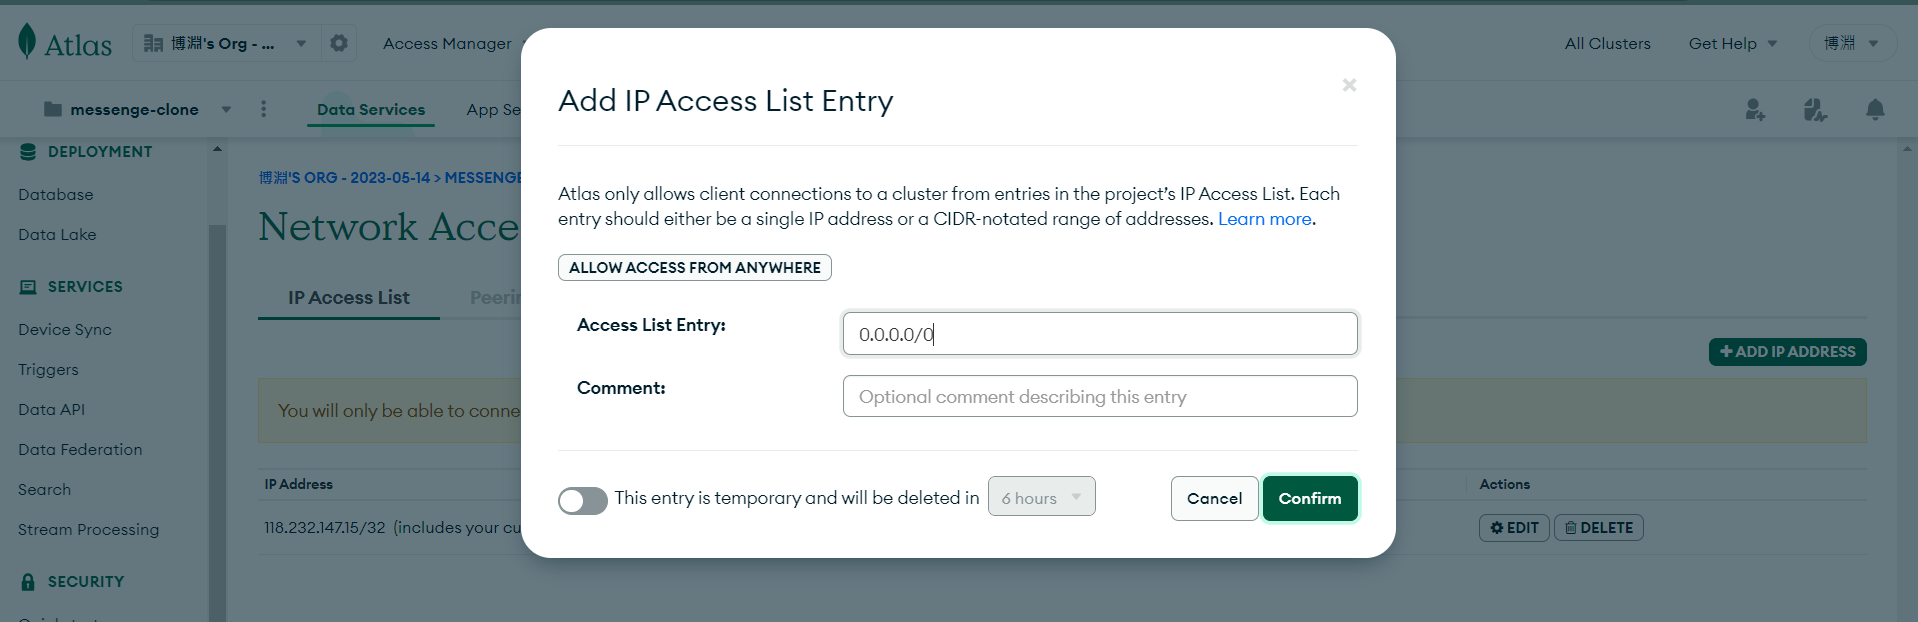 Atlas
博淵's Org - ...
Access Manager
All Clusters
Get Help
博淵
messenge-clone
Data Services
App Se
DEPLOYMENT
Database
Data Lake
SERVICES
Device Sync
Triggers
Data API
Data Federation
Search
Stream Processing
SECURITY
博淵'S ORG - 2023-05-14 > MESSENGE
Network Acce
IP Access List
Peerin
+ ADD IP ADDRESS
You will only be able to conne
IP Address
Actions
118.232.147.15/32 (includes your cu
EDIT
DELETE
Add IP Access List Entry
×
Atlas only allows client connections to a cluster from entries in the project’s IP Access List. Each
entry should either be a single IP address or a CIDR-notated range of addresses. Learn more.
ALLOW ACCESS FROM ANYWHERE
Access List Entry:
0.0.0.0/0
Comment:
Optional comment describing this entry
This entry is temporary and will be deleted in
6 hours
Cancel
Confirm